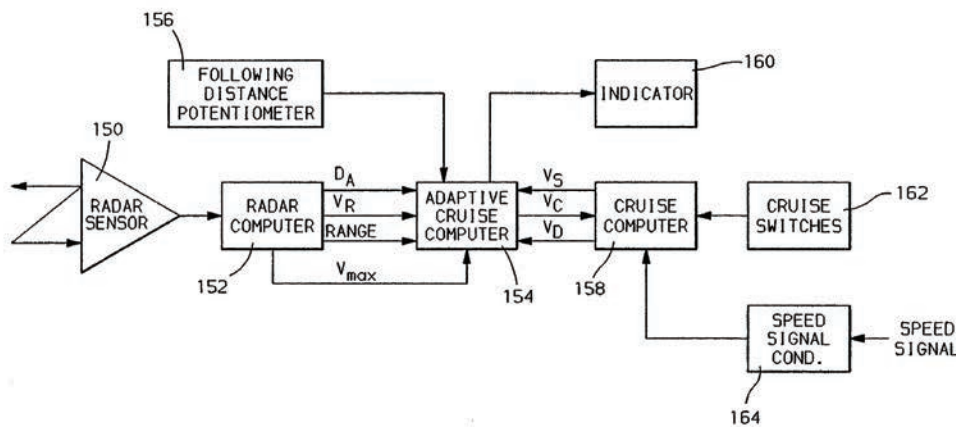 156
FOLLOWING
DISTANCE
POTENTIOMETER
160
INDICATOR
150
RADAR
SENSOR
RADAR
COMPUTER
152
D_A
V_R
RANGE
V_max
ADAPTIVE
CRUISE
COMPUTER
154
V_S
V_C
V_D
CRUISE
COMPUTER
158
CRUISE
SWITCHES
162
SPEED
SIGNAL
COND.
164
SPEED
SIGNAL